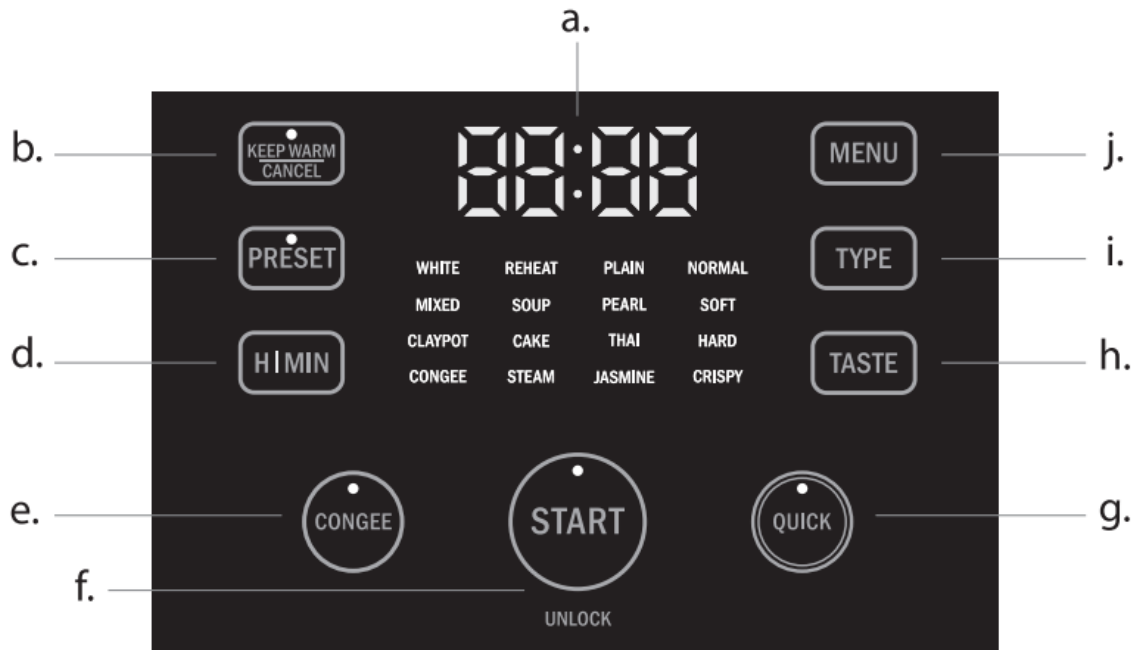 a.
b.
KEEP WARM
CANCEL
88:88
MENU
j.
c.
PRESET
TYPE
i.
WHITE REHEAT PLAIN NORMAL
MIXED SOUP PEARL SOFT
d.
H|MIN
CLAYPOT CAKE THAI HARD
TASTE
h.
CONGEE STEAM JASMINE CRISPY
e.
CONGEE
START
QUICK
g.
f.
UNLOCK